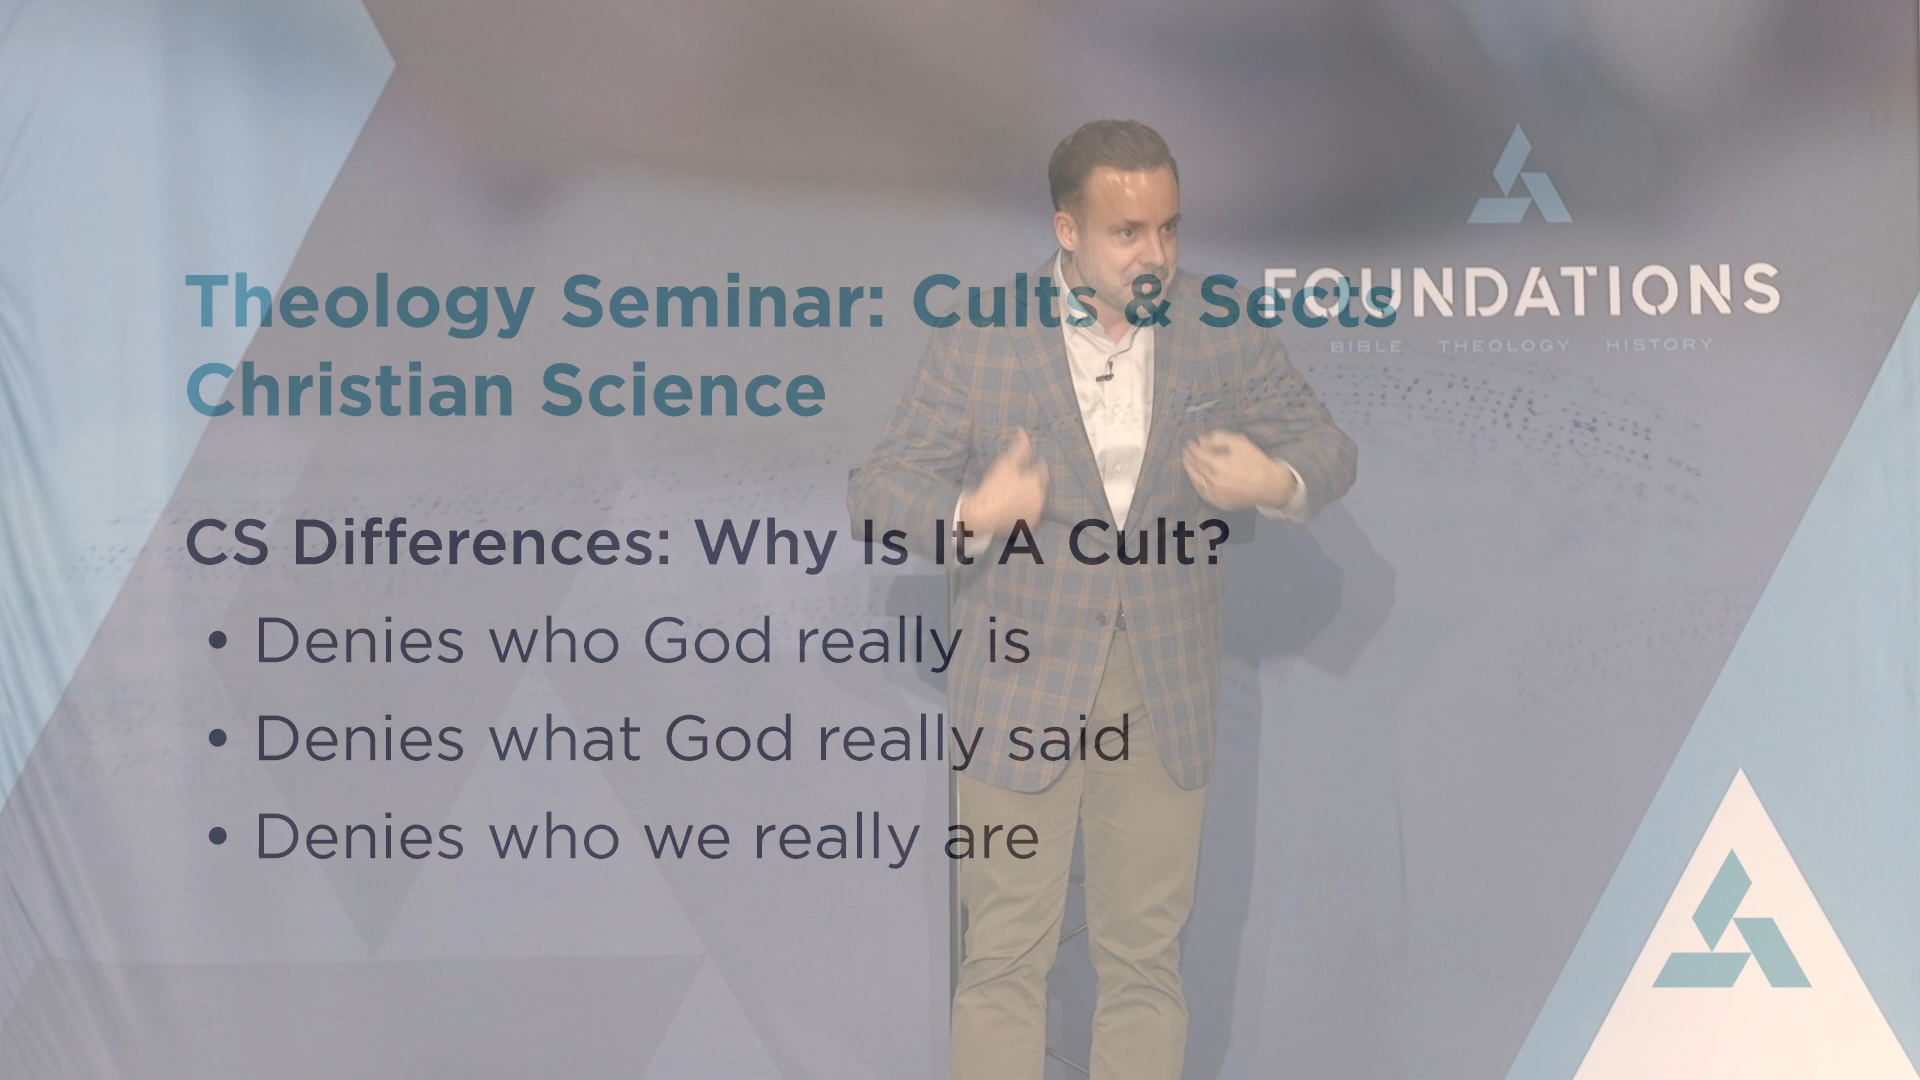 Theology Seminar: Cults & Sects
Christian Science
FOUNDATIONS
BIBLE THEOLOGY HISTORY
CS Differences: Why Is It A Cult?
• Denies who God really is
• Denies what God really said
• Denies who we really are